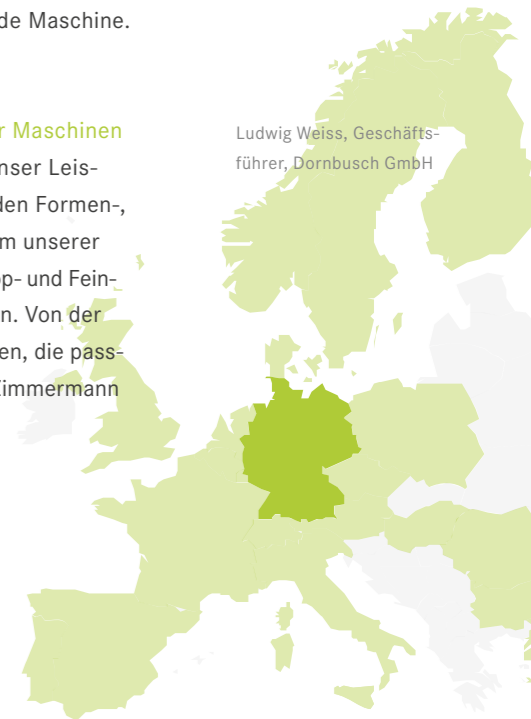 de Maschine.
r Maschinen
nser Leis-
den Formen-,
m unserer
pp- und Fein-
n. Von der
en, die pass-
Zimmermann
Ludwig Weiss, Geschäfts-
führer, Dornbusch GmbH